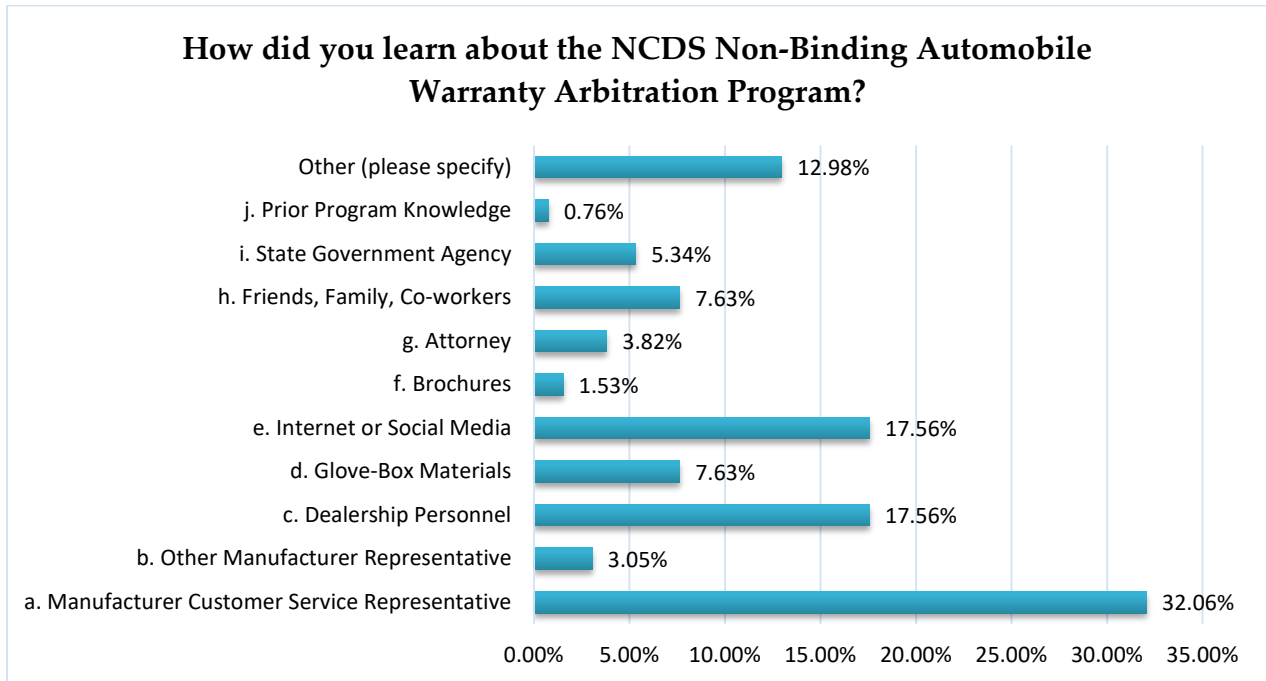 How did you learn about the NCDS Non-Binding Automobile
Warranty Arbitration Program?
Other (please specify) 12.98%
j. Prior Program Knowledge 0.76%
i. State Government Agency 5.34%
h. Friends, Family, Co-workers 7.63%
g. Attorney 3.82%
f. Brochures 1.53%
e. Internet or Social Media 17.56%
d. Glove-Box Materials 7.63%
c. Dealership Personnel 17.56%
b. Other Manufacturer Representative 3.05%
a. Manufacturer Customer Service Representative 32.06%
0.00% 5.00% 10.00% 15.00% 20.00% 25.00% 30.00% 35.00%